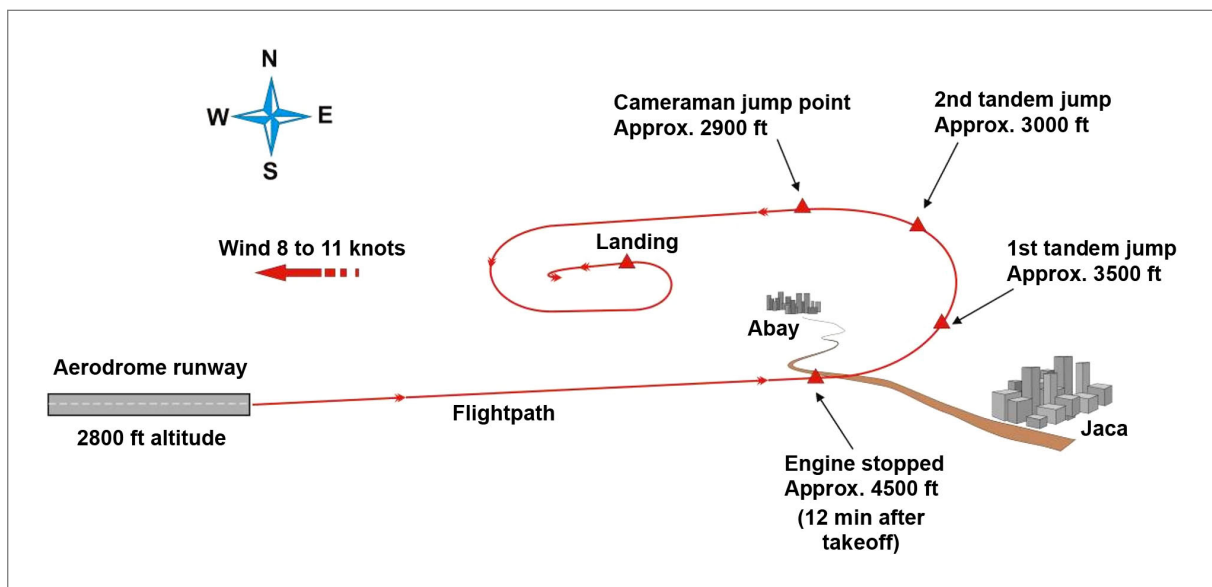 N
W
E
S
Cameraman jump point
Approx. 2900 ft
2nd tandem jump
Approx. 3000 ft
Wind 8 to 11 knots
Landing
1st tandem jump
Approx. 3500 ft
Abay
Aerodrome runway
2800 ft altitude
Flightpath
Jaca
Engine stopped
Approx. 4500 ft
(12 min after
takeoff)